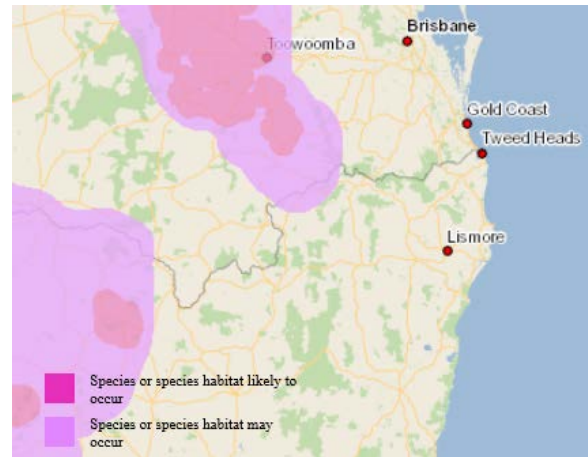 Brisbane
Toowoomba
Gold Coast
Tweed Heads
Lismore
Species or species habitat likely to
occur
Species or species habitat may
occur